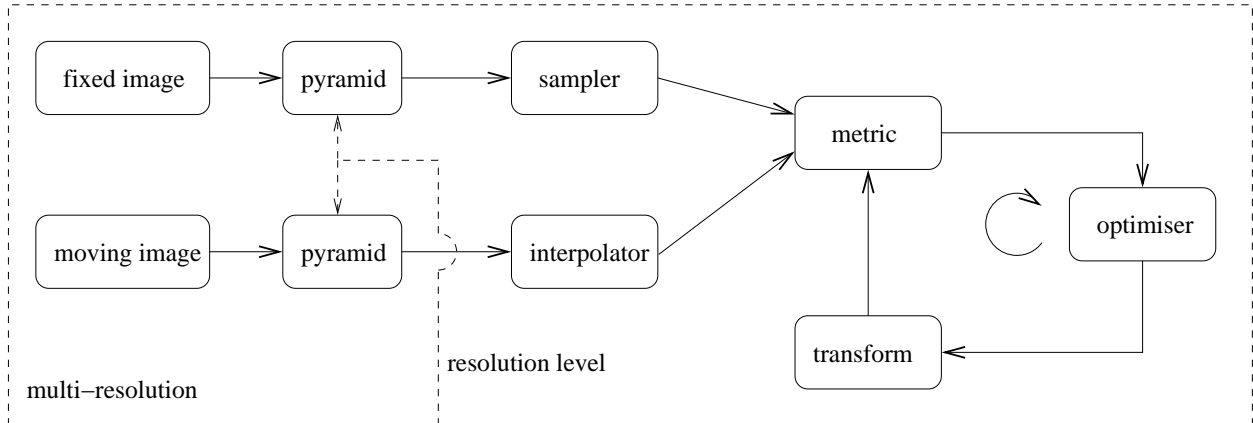 fixed image
pyramid
sampler
metric
moving image
pyramid
interpolator
optimiser
transform
resolution level
multi−resolution